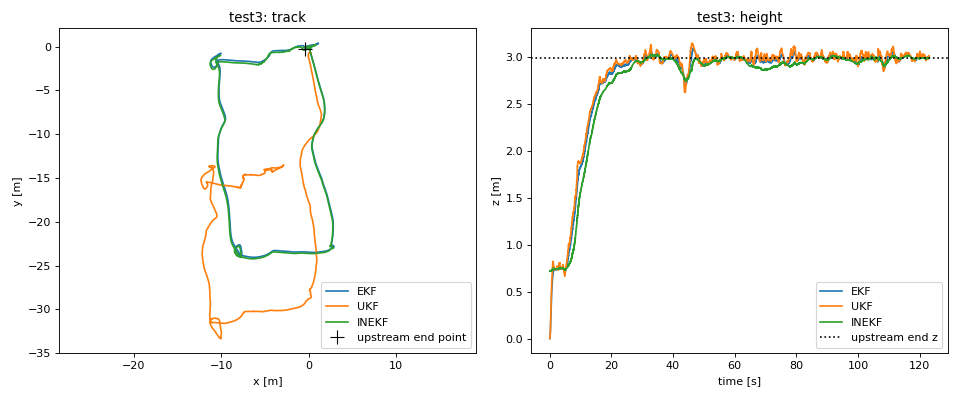 test3: track
0
−5
−10
−15
−20
−25
−30
−35
y [m]
−20
−10
0
10
x [m]
EKF
UKF
INEKF
upstream end point
test3: height
3.0
2.5
2.0
1.5
1.0
0.5
0.0
z [m]
0
20
40
60
80
100
120
time [s]
EKF
UKF
INEKF
upstream end z